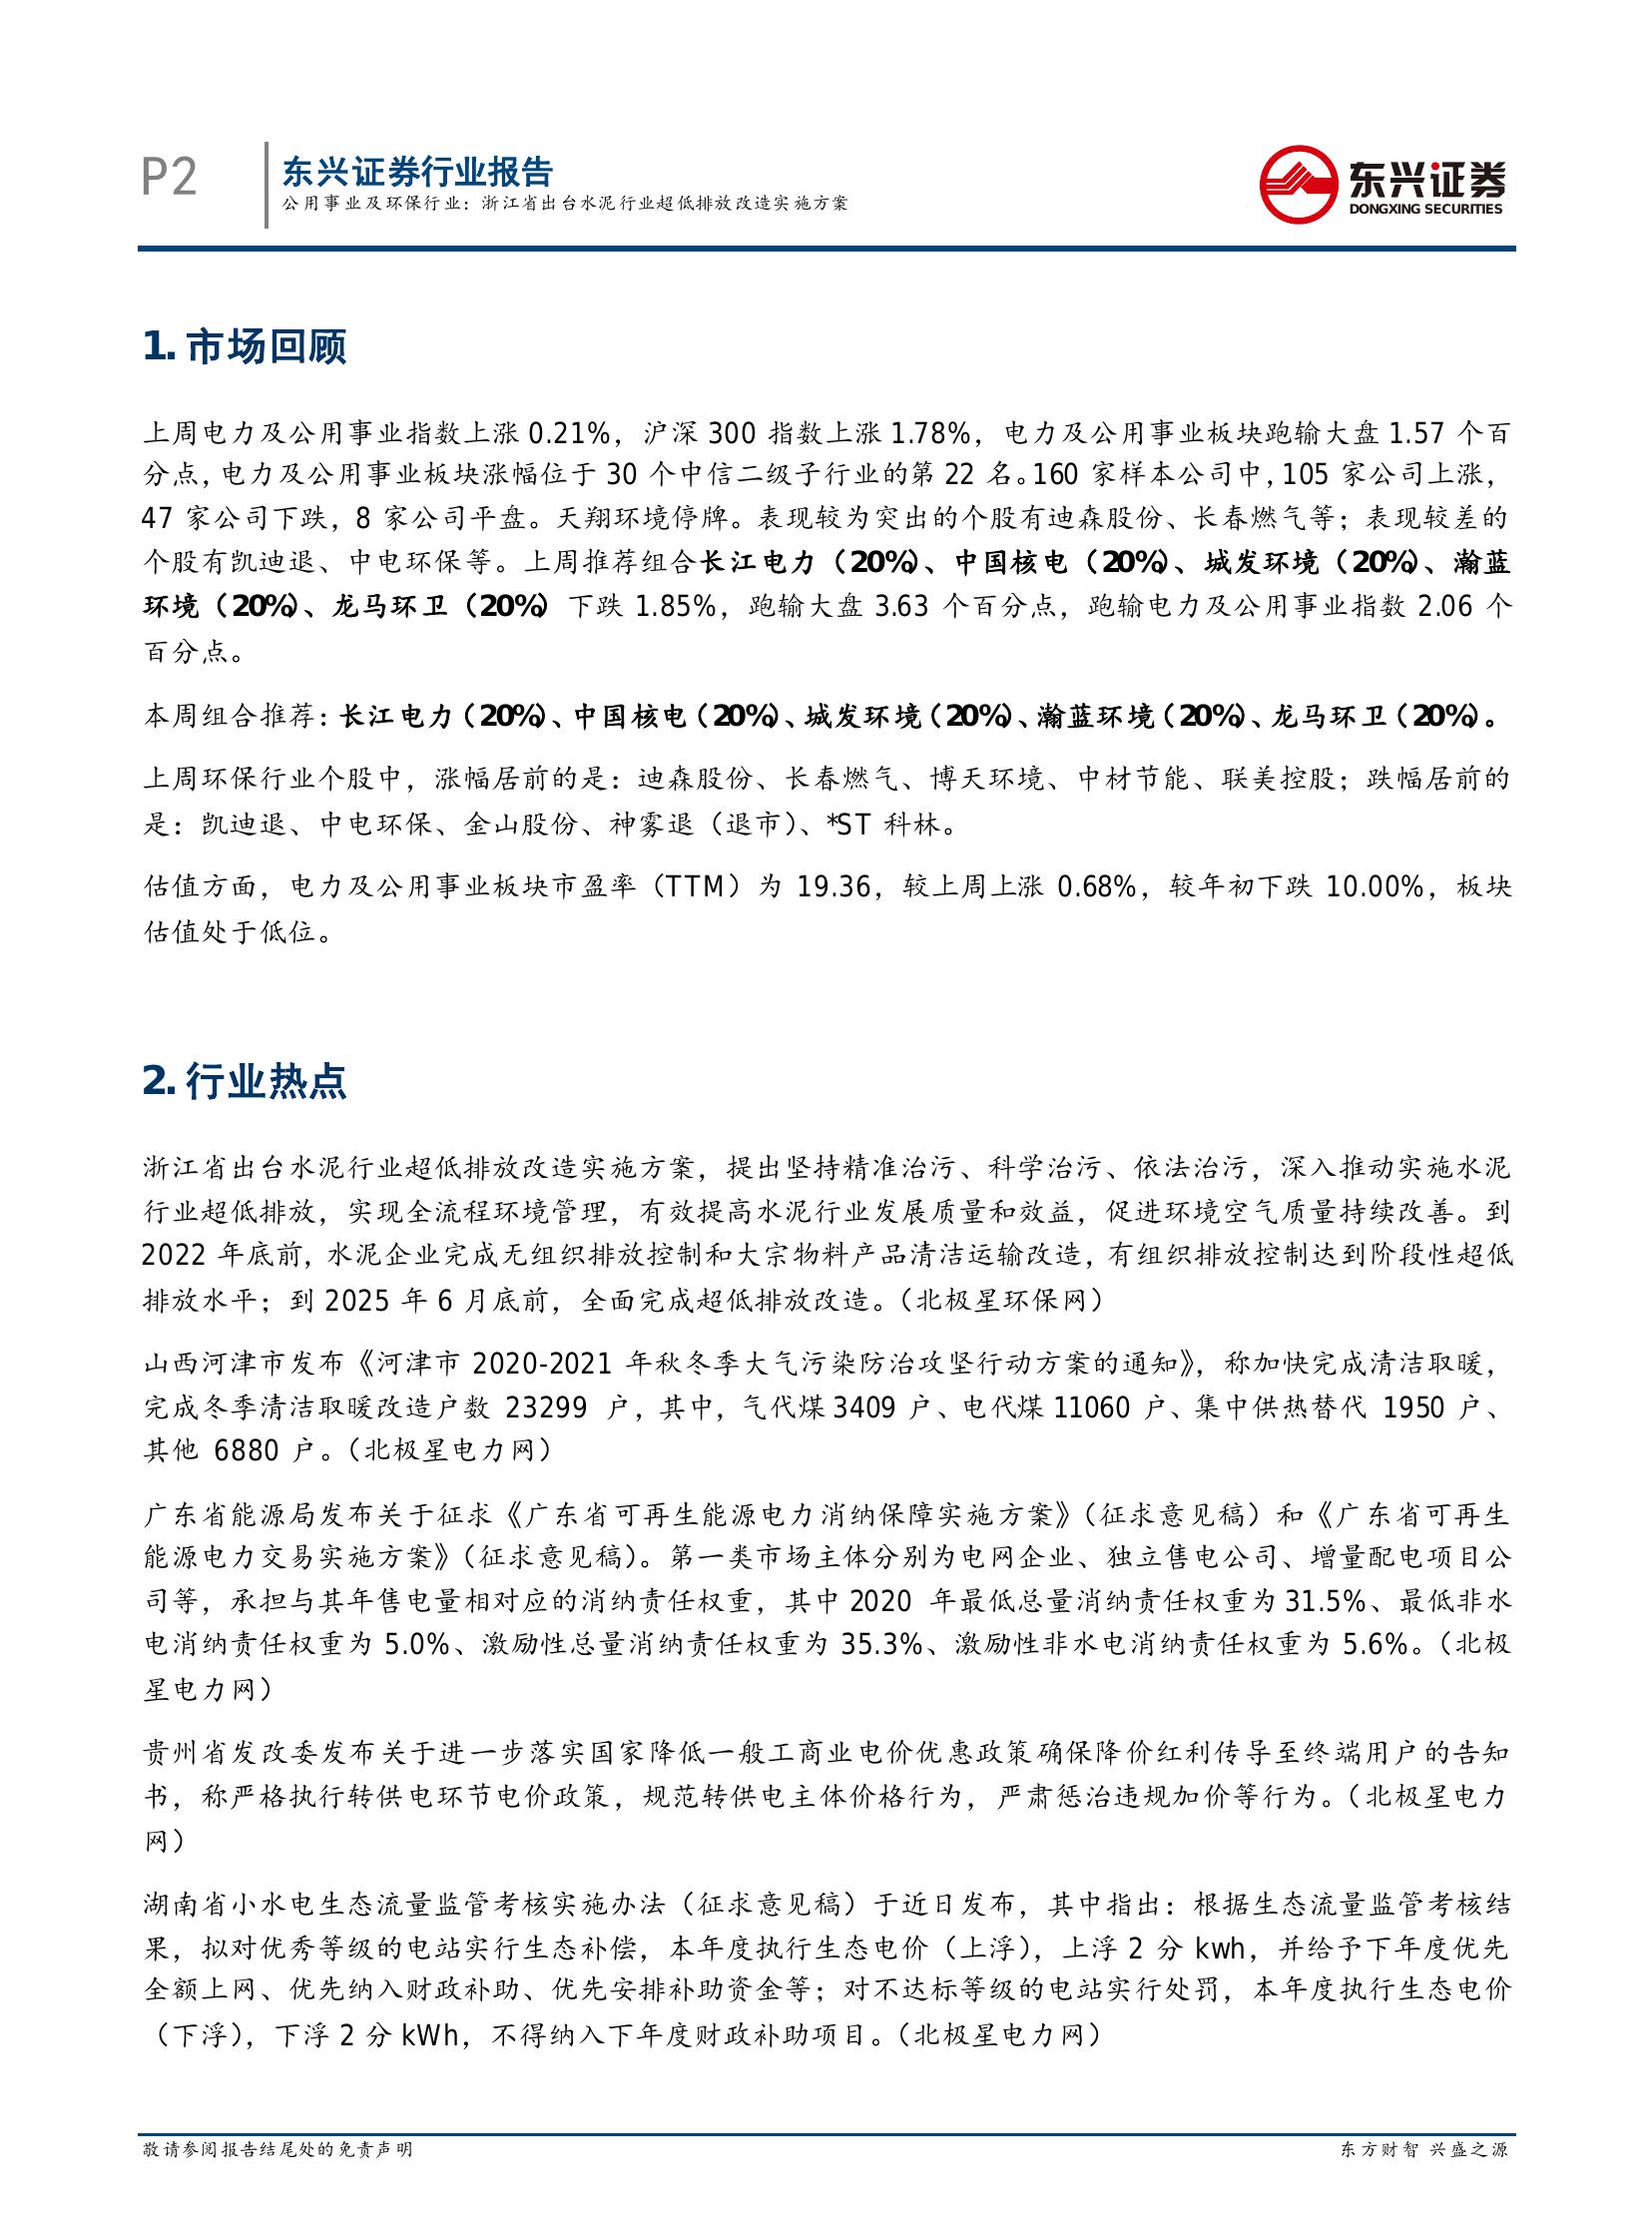 P2
东兴证券行业报告
公用事业及环保行业：浙江省出台水泥行业超低排放改造实施方案
东兴证券
DONGXING SECURITIES
1. 市场回顾
上周电力及公用事业指数上涨 0.21%，沪深 300 指数上涨 1.78%，电力及公用事业板块跑输大盘 1.57 个百
分点，电力及公用事业板块涨幅位于 30 个中信二级子行业的第 22 名。160 家样本公司中，105 家公司上涨，
47 家公司下跌，8 家公司平盘。天翔环境停牌。表现较为突出的个股有迪森股份、长春燃气等；表现较差的
个股有凯迪退、中电环保等。上周推荐组合长江电力（20%）、中国核电（20%）、城发环境（20%）、瀚蓝
环境（20%）、龙马环卫（20%）下跌 1.85%，跑输大盘 3.63 个百分点，跑输电力及公用事业指数 2.06 个
百分点。
本周组合推荐：长江电力（20%）、中国核电（20%）、城发环境（20%）、瀚蓝环境（20%）、龙马环卫（20%）。
上周环保行业个股中，涨幅居前的是：迪森股份、长春燃气、博天环境、中材节能、联美控股；跌幅居前的
是：凯迪退、中电环保、金山股份、神雾退（退市）、*ST 科林。
估值方面，电力及公用事业板块市盈率（TTM）为 19.36，较上周上涨 0.68%，较年初下跌 10.00%，板块
估值处于低位。
2. 行业热点
浙江省出台水泥行业超低排放改造实施方案，提出坚持精准治污、科学治污、依法治污，深入推动实施水泥
行业超低排放，实现全流程环境管理，有效提高水泥行业发展质量和效益，促进环境空气质量持续改善。到
2022 年底前，水泥企业完成无组织排放控制和大宗物料产品清洁运输改造，有组织排放控制达到阶段性超低
排放水平；到 2025 年 6 月底前，全面完成超低排放改造。（北极星环保网）
山西河津市发布《河津市 2020-2021 年秋冬季大气污染防治攻坚行动方案的通知》，称加快完成清洁取暖，
完成冬季清洁取暖改造户数 23299 户，其中，气代煤 3409 户、电代煤 11060 户、集中供热替代 1950 户、
其他 6880 户。（北极星电力网）
广东省能源局发布关于征求《广东省可再生能源电力消纳保障实施方案》（征求意见稿）和《广东省可再生
能源电力交易实施方案》（征求意见稿）。第一类市场主体分别为电网企业、独立售电公司、增量配电项目公
司等，承担与其年售电量相对应的消纳责任权重，其中 2020 年最低总量消纳责任权重为 31.5%、最低非水
电消纳责任权重为 5.0%、激励性总量消纳责任权重为 35.3%、激励性非水电消纳责任权重为 5.6%。（北极
星电力网）
贵州省发改委发布关于进一步落实国家降低一般工商业电价优惠政策确保降价红利传导至终端用户的告知
书，称严格执行转供电环节电价政策，规范转供电主体价格行为，严肃惩治违规加价等行为。（北极星电力
网）
湖南省小水电生态流量监管考核实施办法（征求意见稿）于近日发布，其中指出：根据生态流量监管考核结
果，拟对优秀等级的电站实行生态补偿，本年度执行生态电价（上浮），上浮 2 分 kwh，并给予下年度优先
全额上网、优先纳入财政补助、优先安排补助资金等；对不达标等级的电站实行处罚，本年度执行生态电价
（下浮），下浮 2 分 kWh，不得纳入下年度财政补助项目。（北极星电力网）
敬请参阅报告结尾处的免责声明
东方财智 兴盛之源